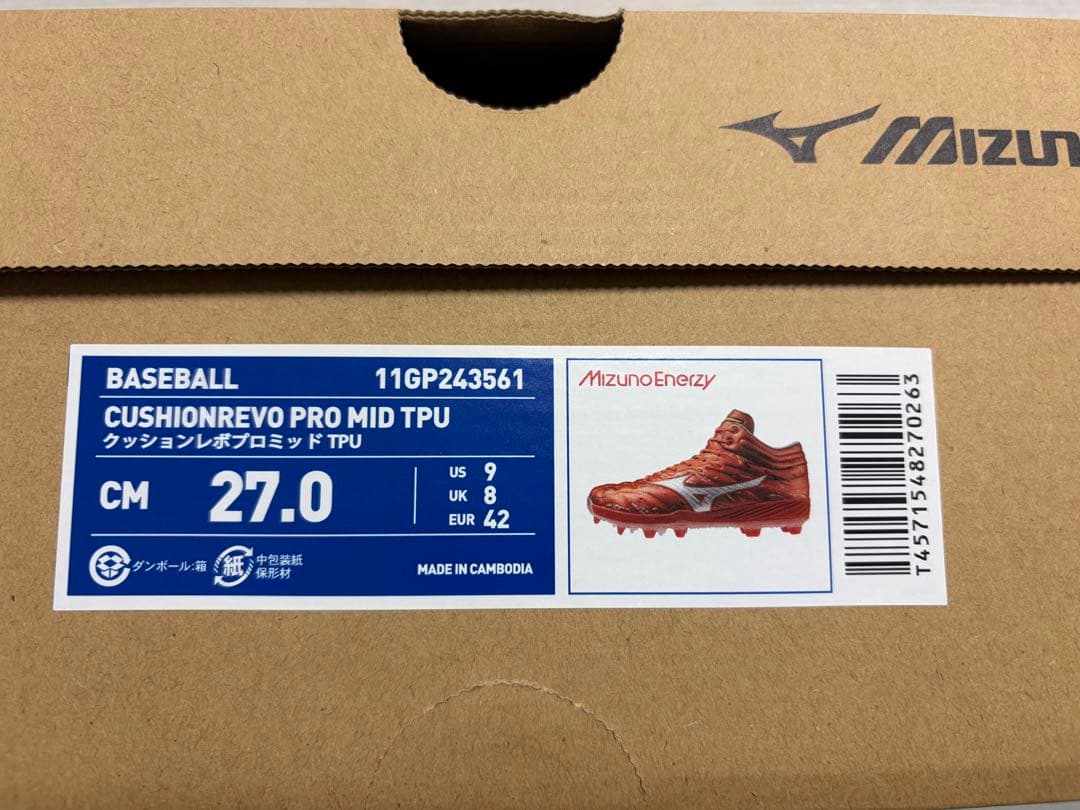 MIZUN
BASEBALL 11GP243561
CUSHIONREVO PRO MID TPU
クッションレボプロミッド TPU
CM 27.0
US 9
UK 8
EUR 42
ダンボール:箱
紙
中包装紙
保形材
MADE IN CAMBODIA
Mizuno Enerzy
T4571548270263